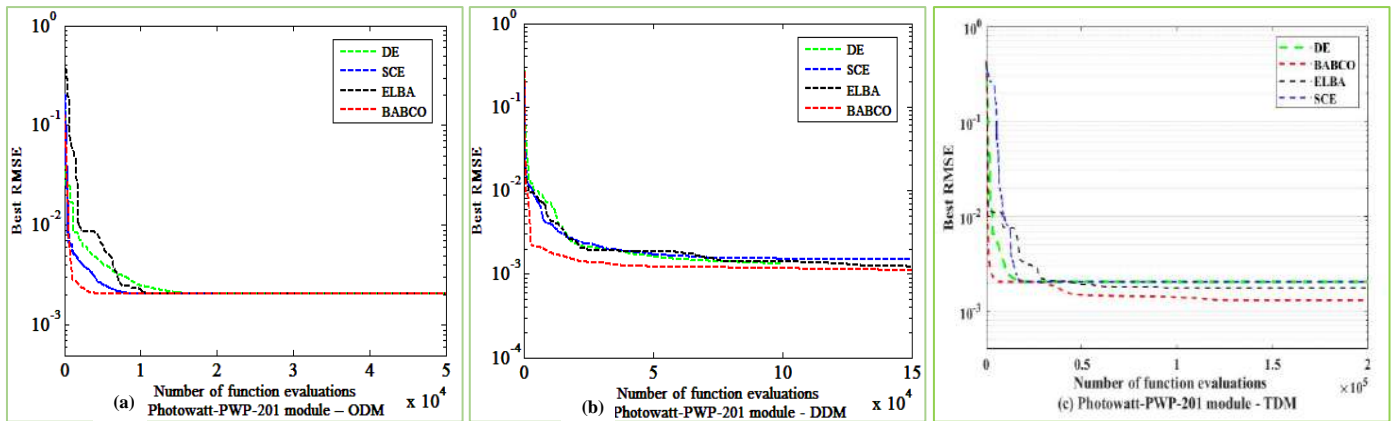 10^0
10^-1
10^-2
10^-3
Best RMSE
DE
SCE
ELBA
BABCO
0 1 2 3 4 5
Number of function evaluations
x 10^4
(a) Photowatt-PWP-201 module – ODM
10^0
10^-1
10^-2
10^-3
10^-4
Best RMSE
DE
SCE
ELBA
BABCO
0 5 10 15
Number of function evaluations
x 10^4
(b) Photowatt-PWP-201 module - DDM
10^0
10^-1
10^-2
10^-3
Best RMSE
DE
BABCO
ELBA
SCE
0 0.5 1 1.5 2
Number of function evaluations
×10^5
(c) Photowatt-PWP-201 module - TDM